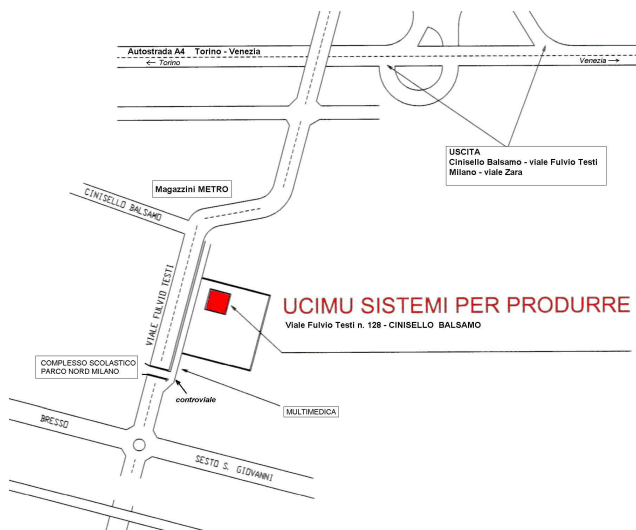 Autostrada A4 Torino - Venezia
← Torino
Venezia →
USCITA
Cinisello Balsamo - viale Fulvio Testi
Milano - viale Zara
Magazzini METRO
CINISELLO BALSAMO
VIALE FULVIO TESTI
UCIMU SISTEMI PER PRODURRE
Viale Fulvio Testi n. 128 - CINISELLO BALSAMO
COMPLESSO SCOLASTICO
PARCO NORD MILANO
controviale
MULTIMEDICA
BRESSO
SESTO S. GIOVANNI